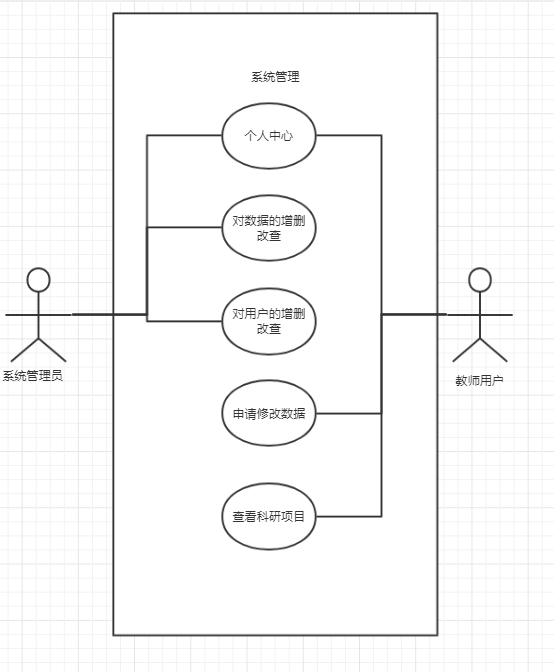 系统管理
个人中心
对数据的增删
改查
对用户的增删
改查
系统管理员
教师用户
申请修改数据
查看科研项目